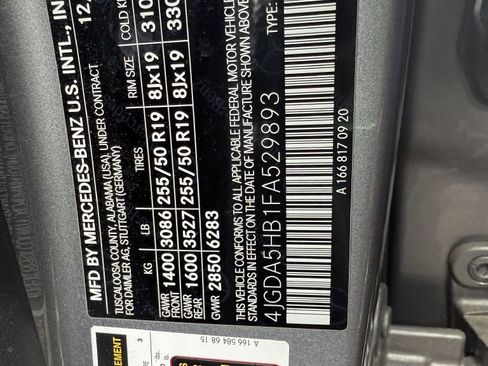 MFD BY MERCEDES-BENZ U.S. INTL., IN
12
TUSCALOOSA COUNTY, ALABAMA (USA), UNDER CONTRACT
FOR DAIMLER AG, STUTTGART (GERMANY)
KG LB TIRES RIM SIZE COLD
GAWR FRONT 1400 3086 255/50 R19 8Jx19 310
GAWR REAR 1600 3527 255/50 R19 8Jx19 330
GVWR 2850 6283
THIS VEHICLE CONFORMS TO ALL APPLICABLE FEDERAL MOTOR VEHICLE
IN EFFECT ON THE DATE OF MANUFACTURE SHOWN ABOVE
4JGDA5HB1FA529893
TYPE:
A 166 817 09 20
A 166 584 68 15
EMENT
3